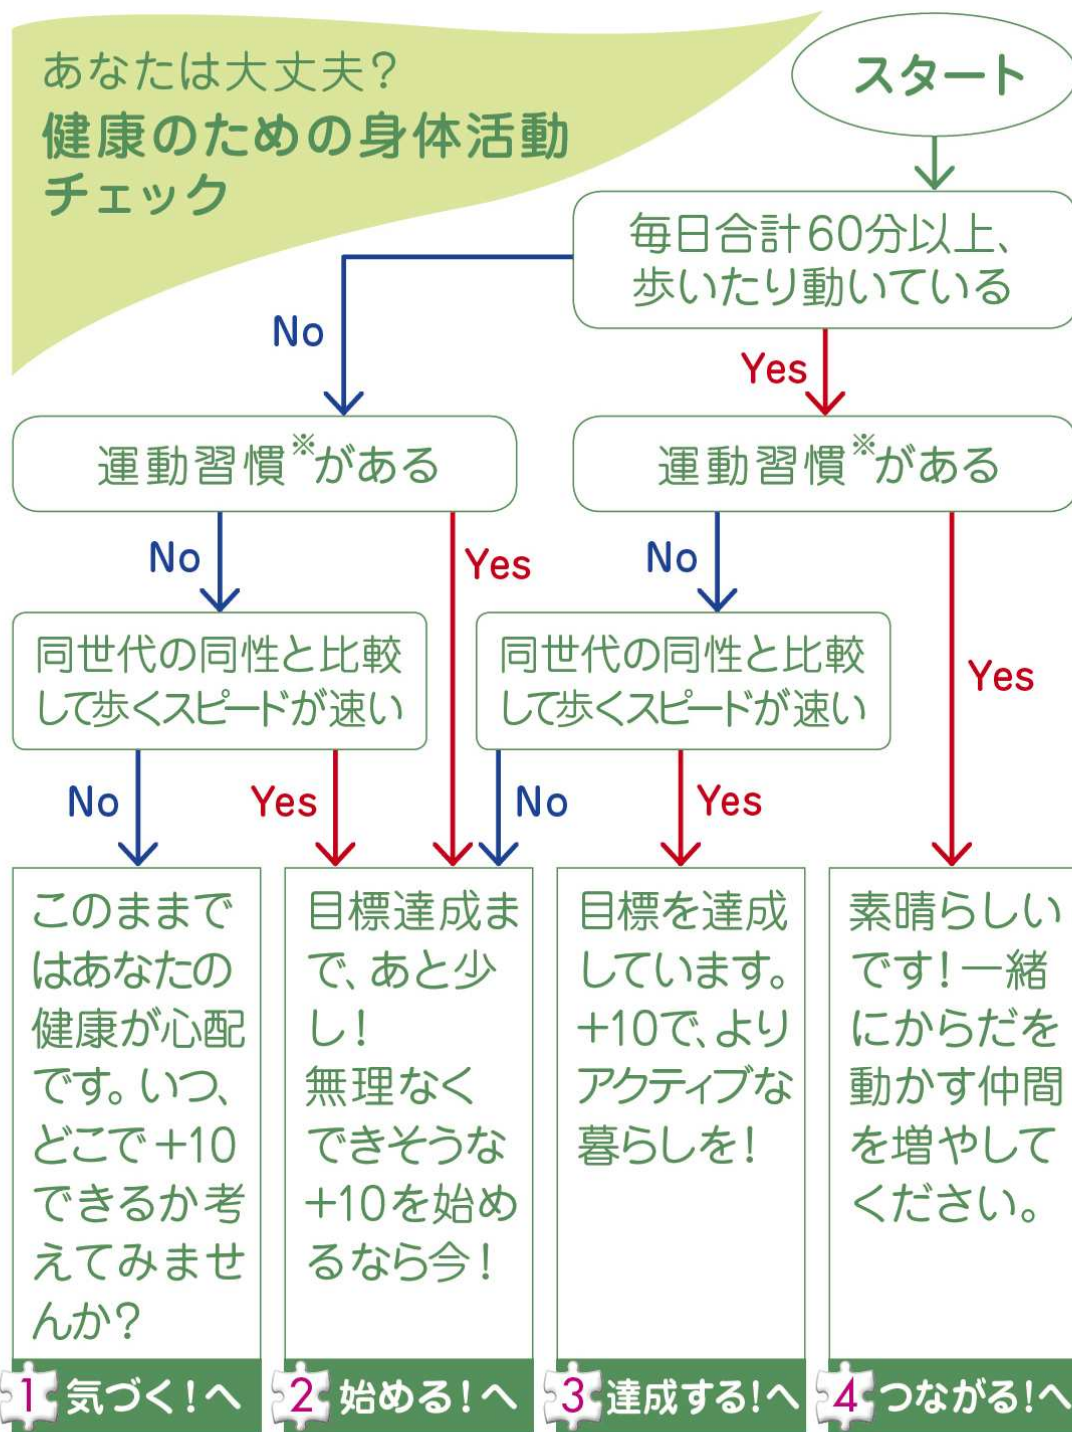 あなたは大丈夫?
健康のための身体活動
チェック
スタート
毎日合計60分以上、
歩いたり動いている
No
Yes
運動習慣※がある
運動習慣※がある
No
Yes
No
Yes
同世代の同性と比較
して歩くスピードが速い
同世代の同性と比較
して歩くスピードが速い
No
Yes
No
Yes
このままで
はあなたの
健康が心配
です。いつ、
どこで+10
できるか考
えてみませ
んか?
1 気づく!へ
目標達成ま
で、あと少
し!
無理なく
できそうな
+10を始め
るなら今!
2 始める!へ
目標を達成
しています。
+10で、より
アクティブな
暮らしを!
3 達成する!へ
素晴らしい
です!一緒
にからだを
動かす仲間
を増やして
ください。
4 つながる!へ